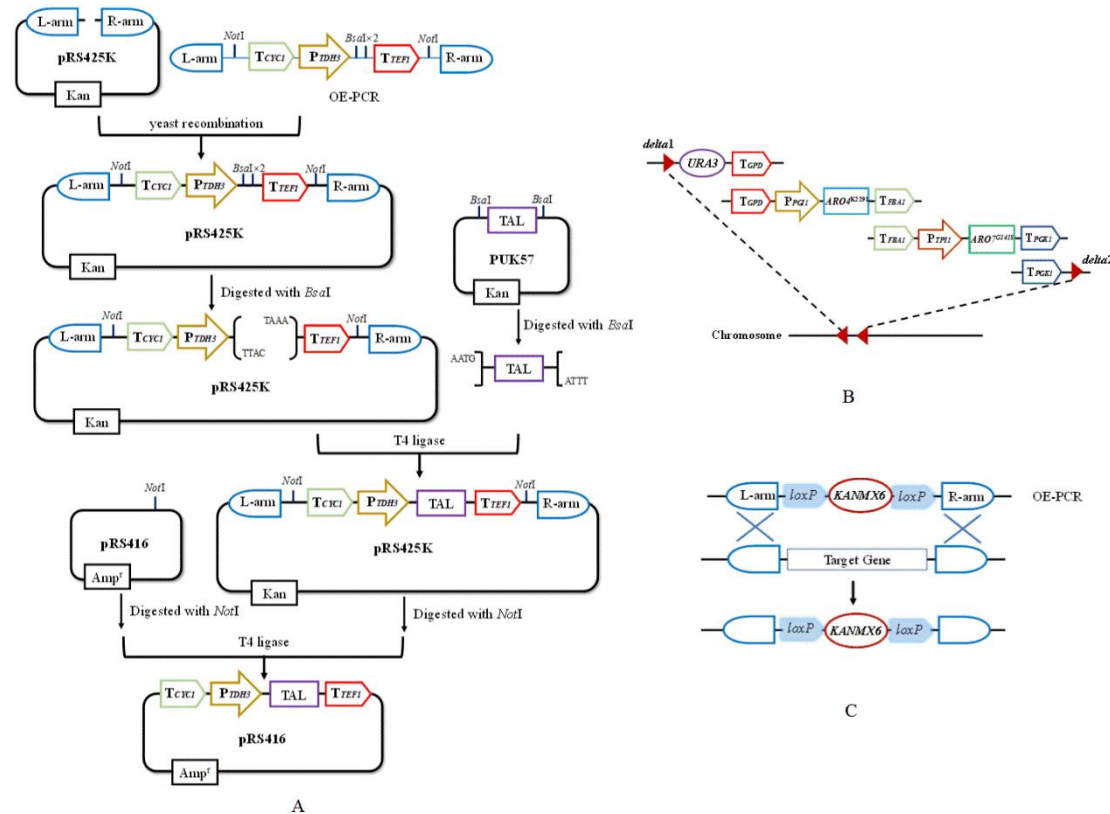 L-arm R-arm
pRS425K
Kan
L-arm NotI TCYC1 PTDH3 BsaI×2 TTEF1 NotI R-arm
OE-PCR
yeast recombination
L-arm NotI TCYC1 PTDH3 BsaI×2 TTEF1 NotI R-arm
pRS425K
Kan
BsaI TAL BsaI
PUK57
Kan
Digested with BsaI
Digested with BsaI
L-arm NotI TCYC1 PTDH3 TTAC TAAA TTEF1 NotI R-arm
pRS425K
Kan
AATG TAL ATTT
T4 ligase
NotI
pRS416
Ampr
L-arm NotI TCYC1 PTDH3 TAL TTEF1 NotI R-arm
pRS425K
Kan
Digested with NotI
Digested with NotI
T4 ligase
TCYC1 PTDH3 TAL TTEF1
pRS416
Ampr
A
delta1 URA3 TGPD
TGPD PPGI1 ARO4K229L TFBA1
TFBA1 PTPI1 ARO7G141S TPGK1
TPGK1 delta2
Chromosome
B
L-arm loxP KANMX6 loxP R-arm OE-PCR
Target Gene
loxP KANMX6 loxP
C